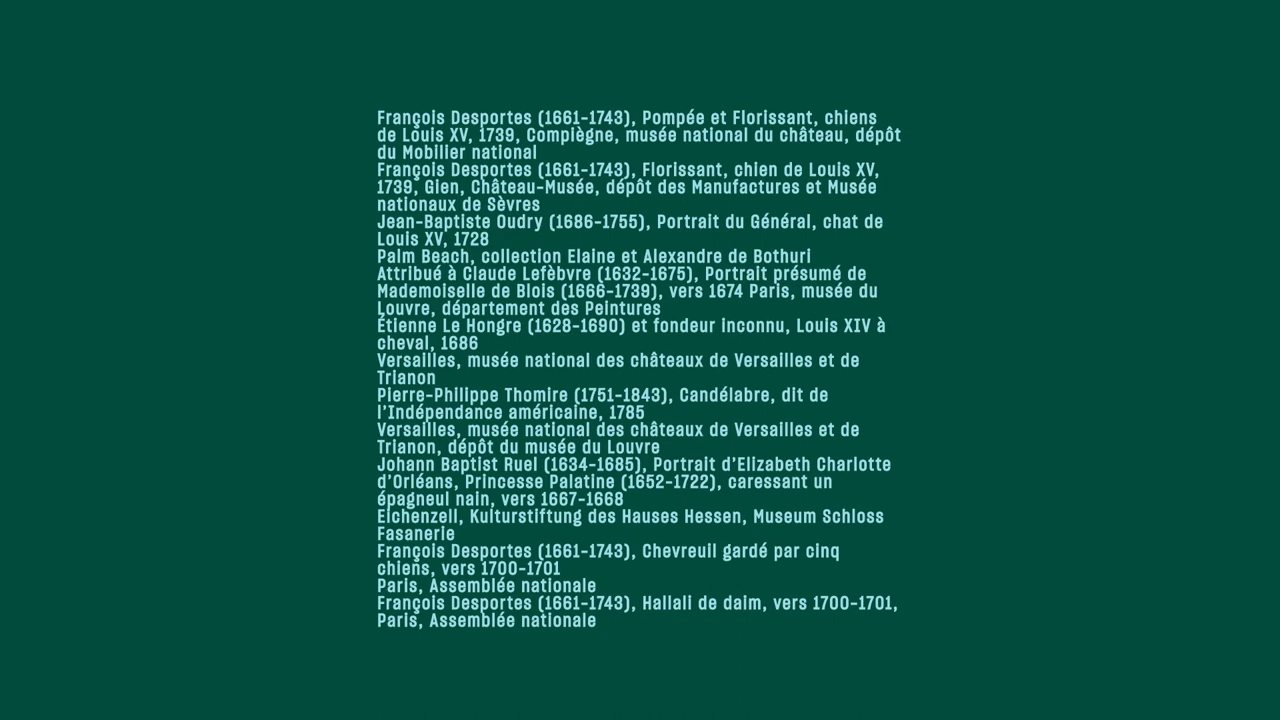 François Desportes (1661-1743), Pompée et Florissant, chiens
de Louis XV, 1739, Compiègne, musée national du château, dépôt
du Mobilier national
François Desportes (1661-1743), Florissant, chien de Louis XV,
1739, Gien, Château-Musée, dépôt des Manufactures et Musée
nationaux de Sèvres
Jean-Baptiste Oudry (1686-1755), Portrait du Général, chat de
Louis XV, 1728
Palm Beach, collection Elaine et Alexandre de Bothuri
Attribué à Claude Lefèbvre (1632-1675), Portrait présumé de
Mademoiselle de Blois (1666-1739), vers 1674 Paris, musée du
Louvre, département des Peintures
Étienne Le Hongre (1628-1690) et fondeur inconnu, Louis XIV à
cheval, 1686
Versailles, musée national des châteaux de Versailles et de
Trianon
Pierre-Philippe Thomire (1751-1843), Candélabre, dit de
l’Indépendance américaine, 1785
Versailles, musée national des châteaux de Versailles et de
Trianon, dépôt du musée du Louvre
Johann Baptist Ruel (1634-1685), Portrait d’Elizabeth Charlotte
d’Orléans, Princesse Palatine (1652-1722), caressant un
épagneul nain, vers 1667-1668
Eichenzell, Kulturstiftung des Hauses Hessen, Museum Schloss
Fasanerie
François Desportes (1661-1743), Chevreuil gardé par cinq
chiens, vers 1700-1701
Paris, Assemblée nationale
François Desportes (1661-1743), Hallali de daim, vers 1700-1701,
Paris, Assemblée nationale